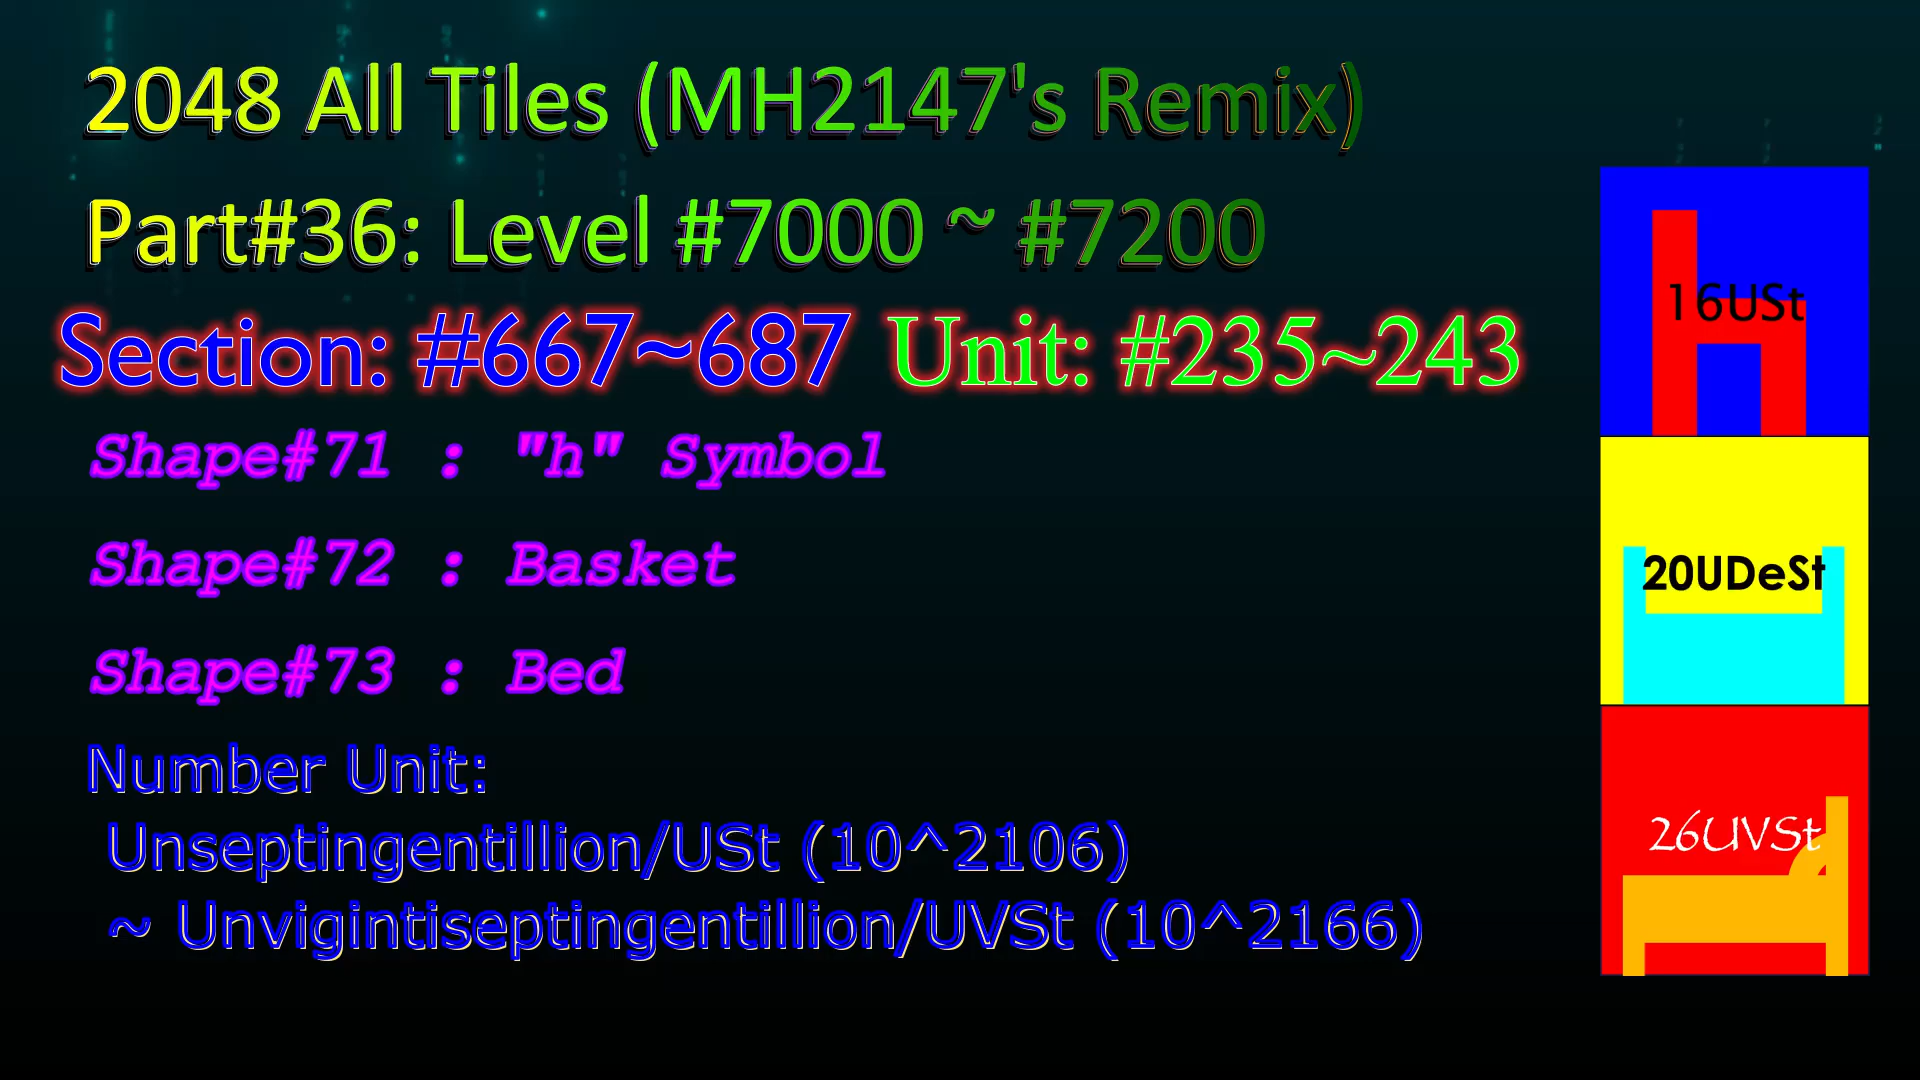 2048 All Tiles (MH2147's Remix)
Part#36: Level #7000 ~ #7200
Section: #667~687 Unit: #235~243
Shape#71 : "h" Symbol
Shape#72 : Basket
Shape#73 : Bed
Number Unit:
Unseptingentillion/USt (10^2106)
~ Unvigintiseptingentillion/UVSt (10^2166)
16USt
20UDeSt
26UVSt